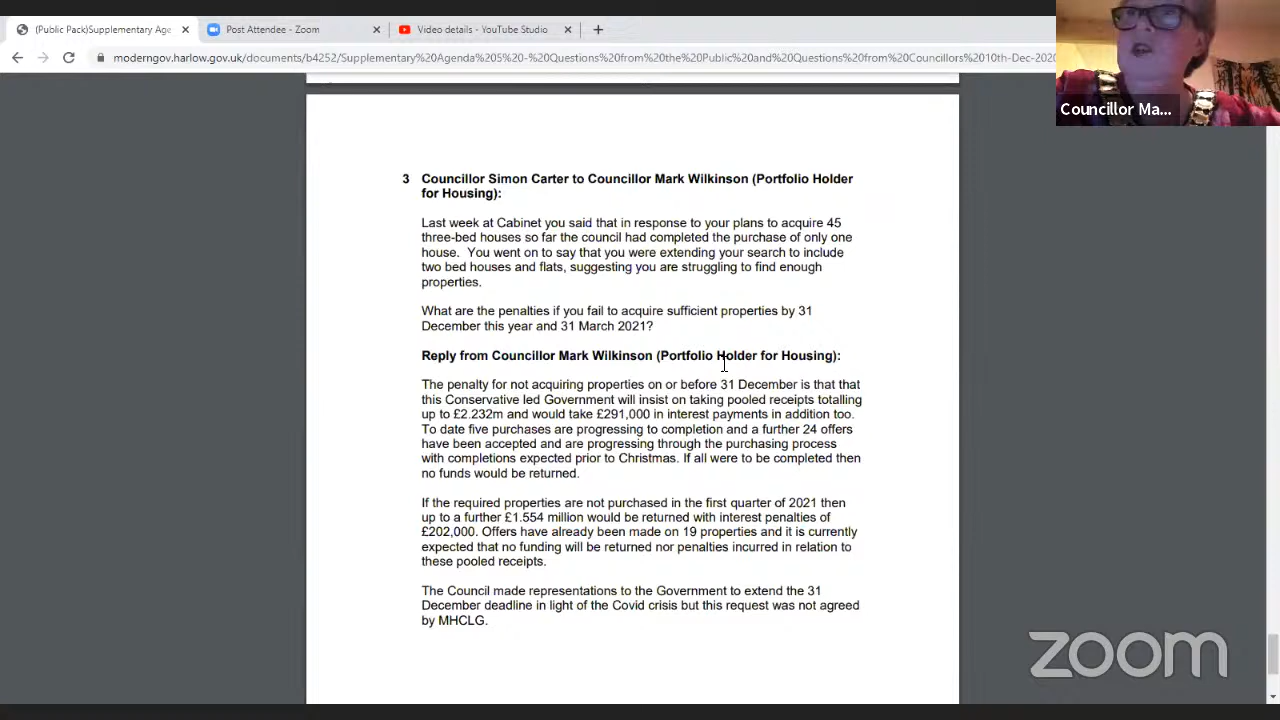 (Public Pack)Supplementary Age
Post Attendee - Zoom
Video details - YouTube Studio
moderngov.harlow.gov.uk/documents/b4252/Supplementary%20Agenda%205%20-%20Questions%20from%20the%20Public%20and%20Questions%20from%20Councillors%2010th-Dec-2020
Councillor Ma...
3 Councillor Simon Carter to Councillor Mark Wilkinson (Portfolio Holder
for Housing):
Last week at Cabinet you said that in response to your plans to acquire 45
three-bed houses so far the council had completed the purchase of only one
house. You went on to say that you were extending your search to include
two bed houses and flats, suggesting you are struggling to find enough
properties.
What are the penalties if you fail to acquire sufficient properties by 31
December this year and 31 March 2021?
Reply from Councillor Mark Wilkinson (Portfolio Holder for Housing):
The penalty for not acquiring properties on or before 31 December is that that
this Conservative led Government will insist on taking pooled receipts totalling
up to £2.232m and would take £291,000 in interest payments in addition too.
To date five purchases are progressing to completion and a further 24 offers
have been accepted and are progressing through the purchasing process
with completions expected prior to Christmas. If all were to be completed then
no funds would be returned.
If the required properties are not purchased in the first quarter of 2021 then
up to a further £1.554 million would be returned with interest penalties of
£202,000. Offers have already been made on 19 properties and it is currently
expected that no funding will be returned nor penalties incurred in relation to
these pooled receipts.
The Council made representations to the Government to extend the 31
December deadline in light of the Covid crisis but this request was not agreed
by MHCLG.
zoom